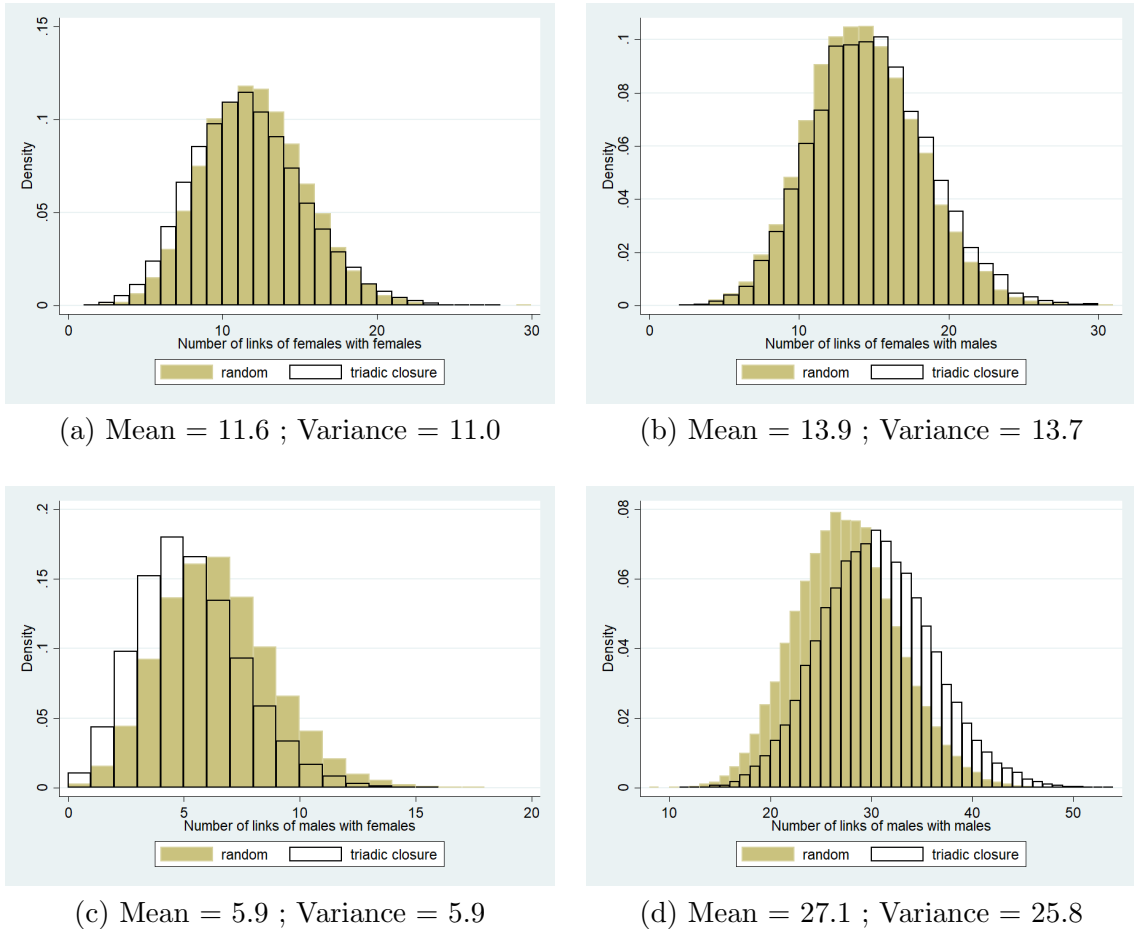 .15
.1
.05
0
Density
0 10 20 30
Number of links of females with females
random triadic closure
(a) Mean = 11.6 ; Variance = 11.0
.1
.08
.06
.04
.02
0
Density
0 10 20 30
Number of links of females with males
random triadic closure
(b) Mean = 13.9 ; Variance = 13.7
.2
.15
.1
.05
0
Density
0 5 10 15 20
Number of links of males with females
random triadic closure
(c) Mean = 5.9 ; Variance = 5.9
.08
.06
.04
.02
0
Density
10 20 30 40 50
Number of links of males with males
random triadic closure
(d) Mean = 27.1 ; Variance = 25.8